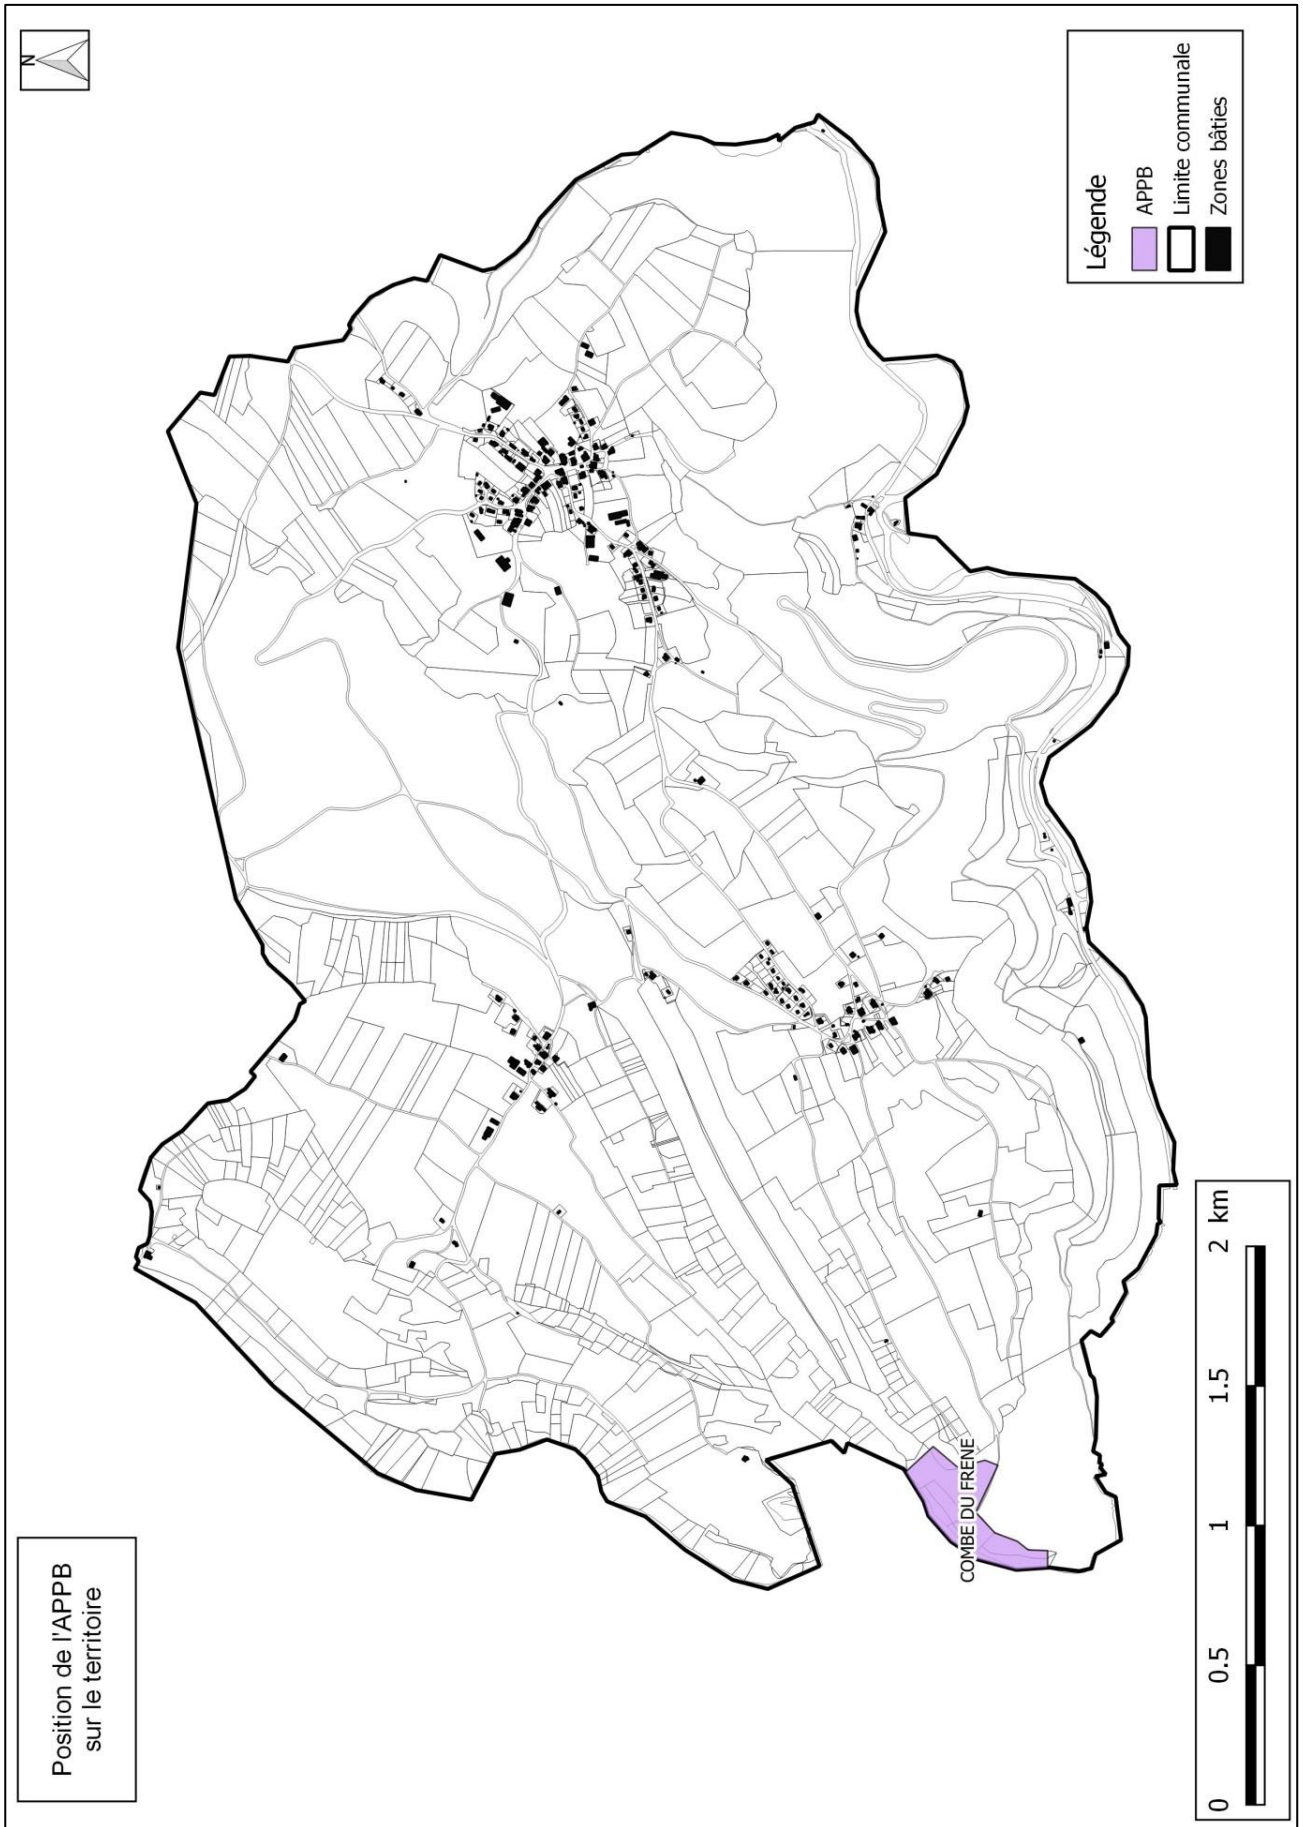 Position de l'APPB
sur le territoire
N
COMBE DU FRENE
0 0.5 1 1.5 2 km
Légende
APPB
Limite communale
Zones bâties